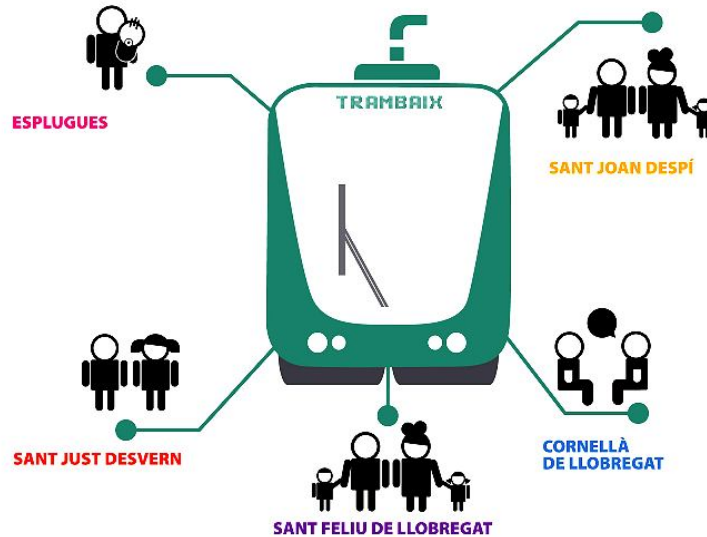 TRAMBAIX
ESPLUGUES
SANT JOAN DESPÍ
SANT JUST DESVERN
CORNELLÀ
DE LLOBREGAT
SANT FELIU DE LLOBREGAT